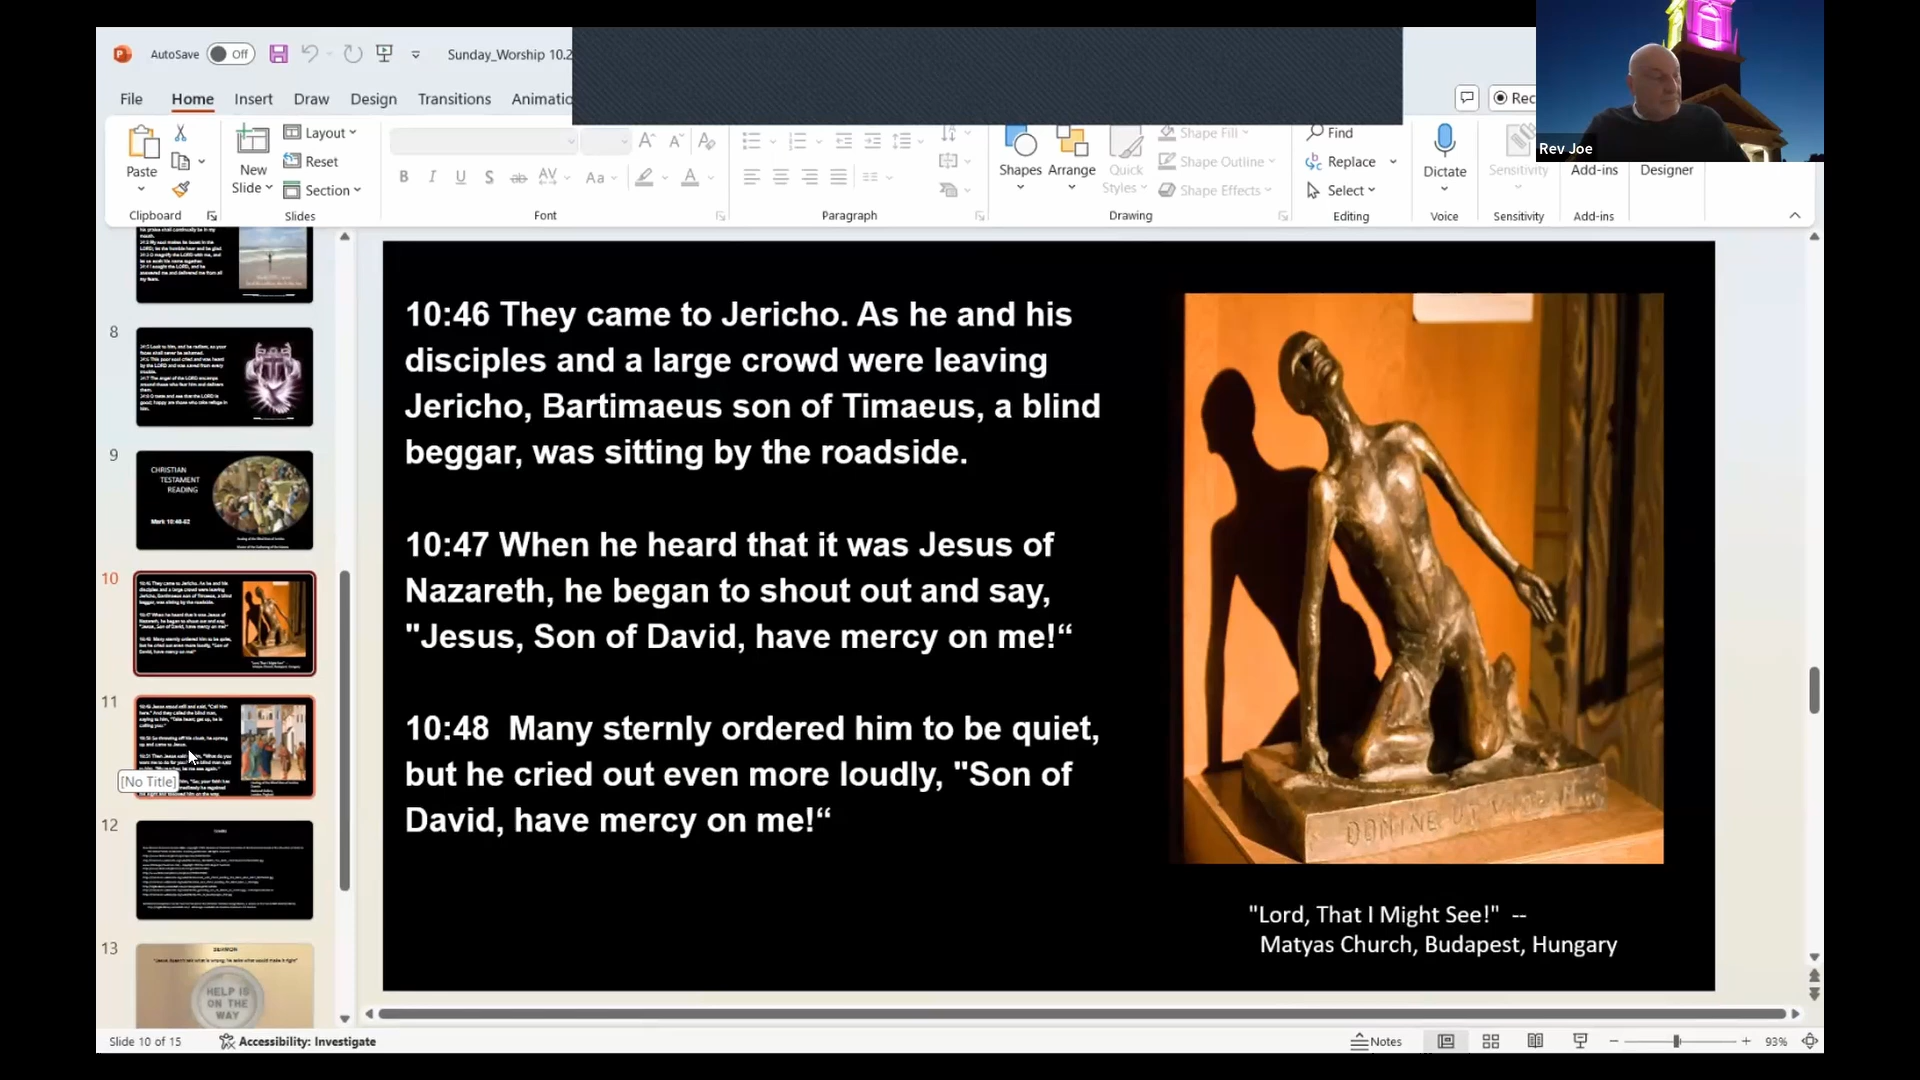 AutoSave Off Sunday_Worship 10.2
File Home Insert Draw Design Transitions Animatio Rec
Rev Joe
Paste
Clipboard
New
Slide
Layout
Reset
Section
Slides
B I U S ab AV Aa A
Font
Paragraph
Shapes
Arrange
Quick
Styles
Shape Fill
Shape Outline
Shape Effects
Drawing
Find
Replace
Select
Editing
Dictate
Voice
Sensitivity
Sensitivity
Add-ins
Add-ins
Designer
8
9
CHRISTIAN
TESTAMENT
READING
10
11
[No Title]
12
13
SERMON
HELP IS
ON THE
WAY
10:46 They came to Jericho. As he and his
disciples and a large crowd were leaving
Jericho, Bartimaeus son of Timaeus, a blind
beggar, was sitting by the roadside.
10:47 When he heard that it was Jesus of
Nazareth, he began to shout out and say,
"Jesus, Son of David, have mercy on me!“
10:48 Many sternly ordered him to be quiet,
but he cried out even more loudly, "Son of
David, have mercy on me!“
DOMINE UT
"Lord, That I Might See!" --
Matyas Church, Budapest, Hungary
Slide 10 of 15 Accessibility: Investigate Notes 93%